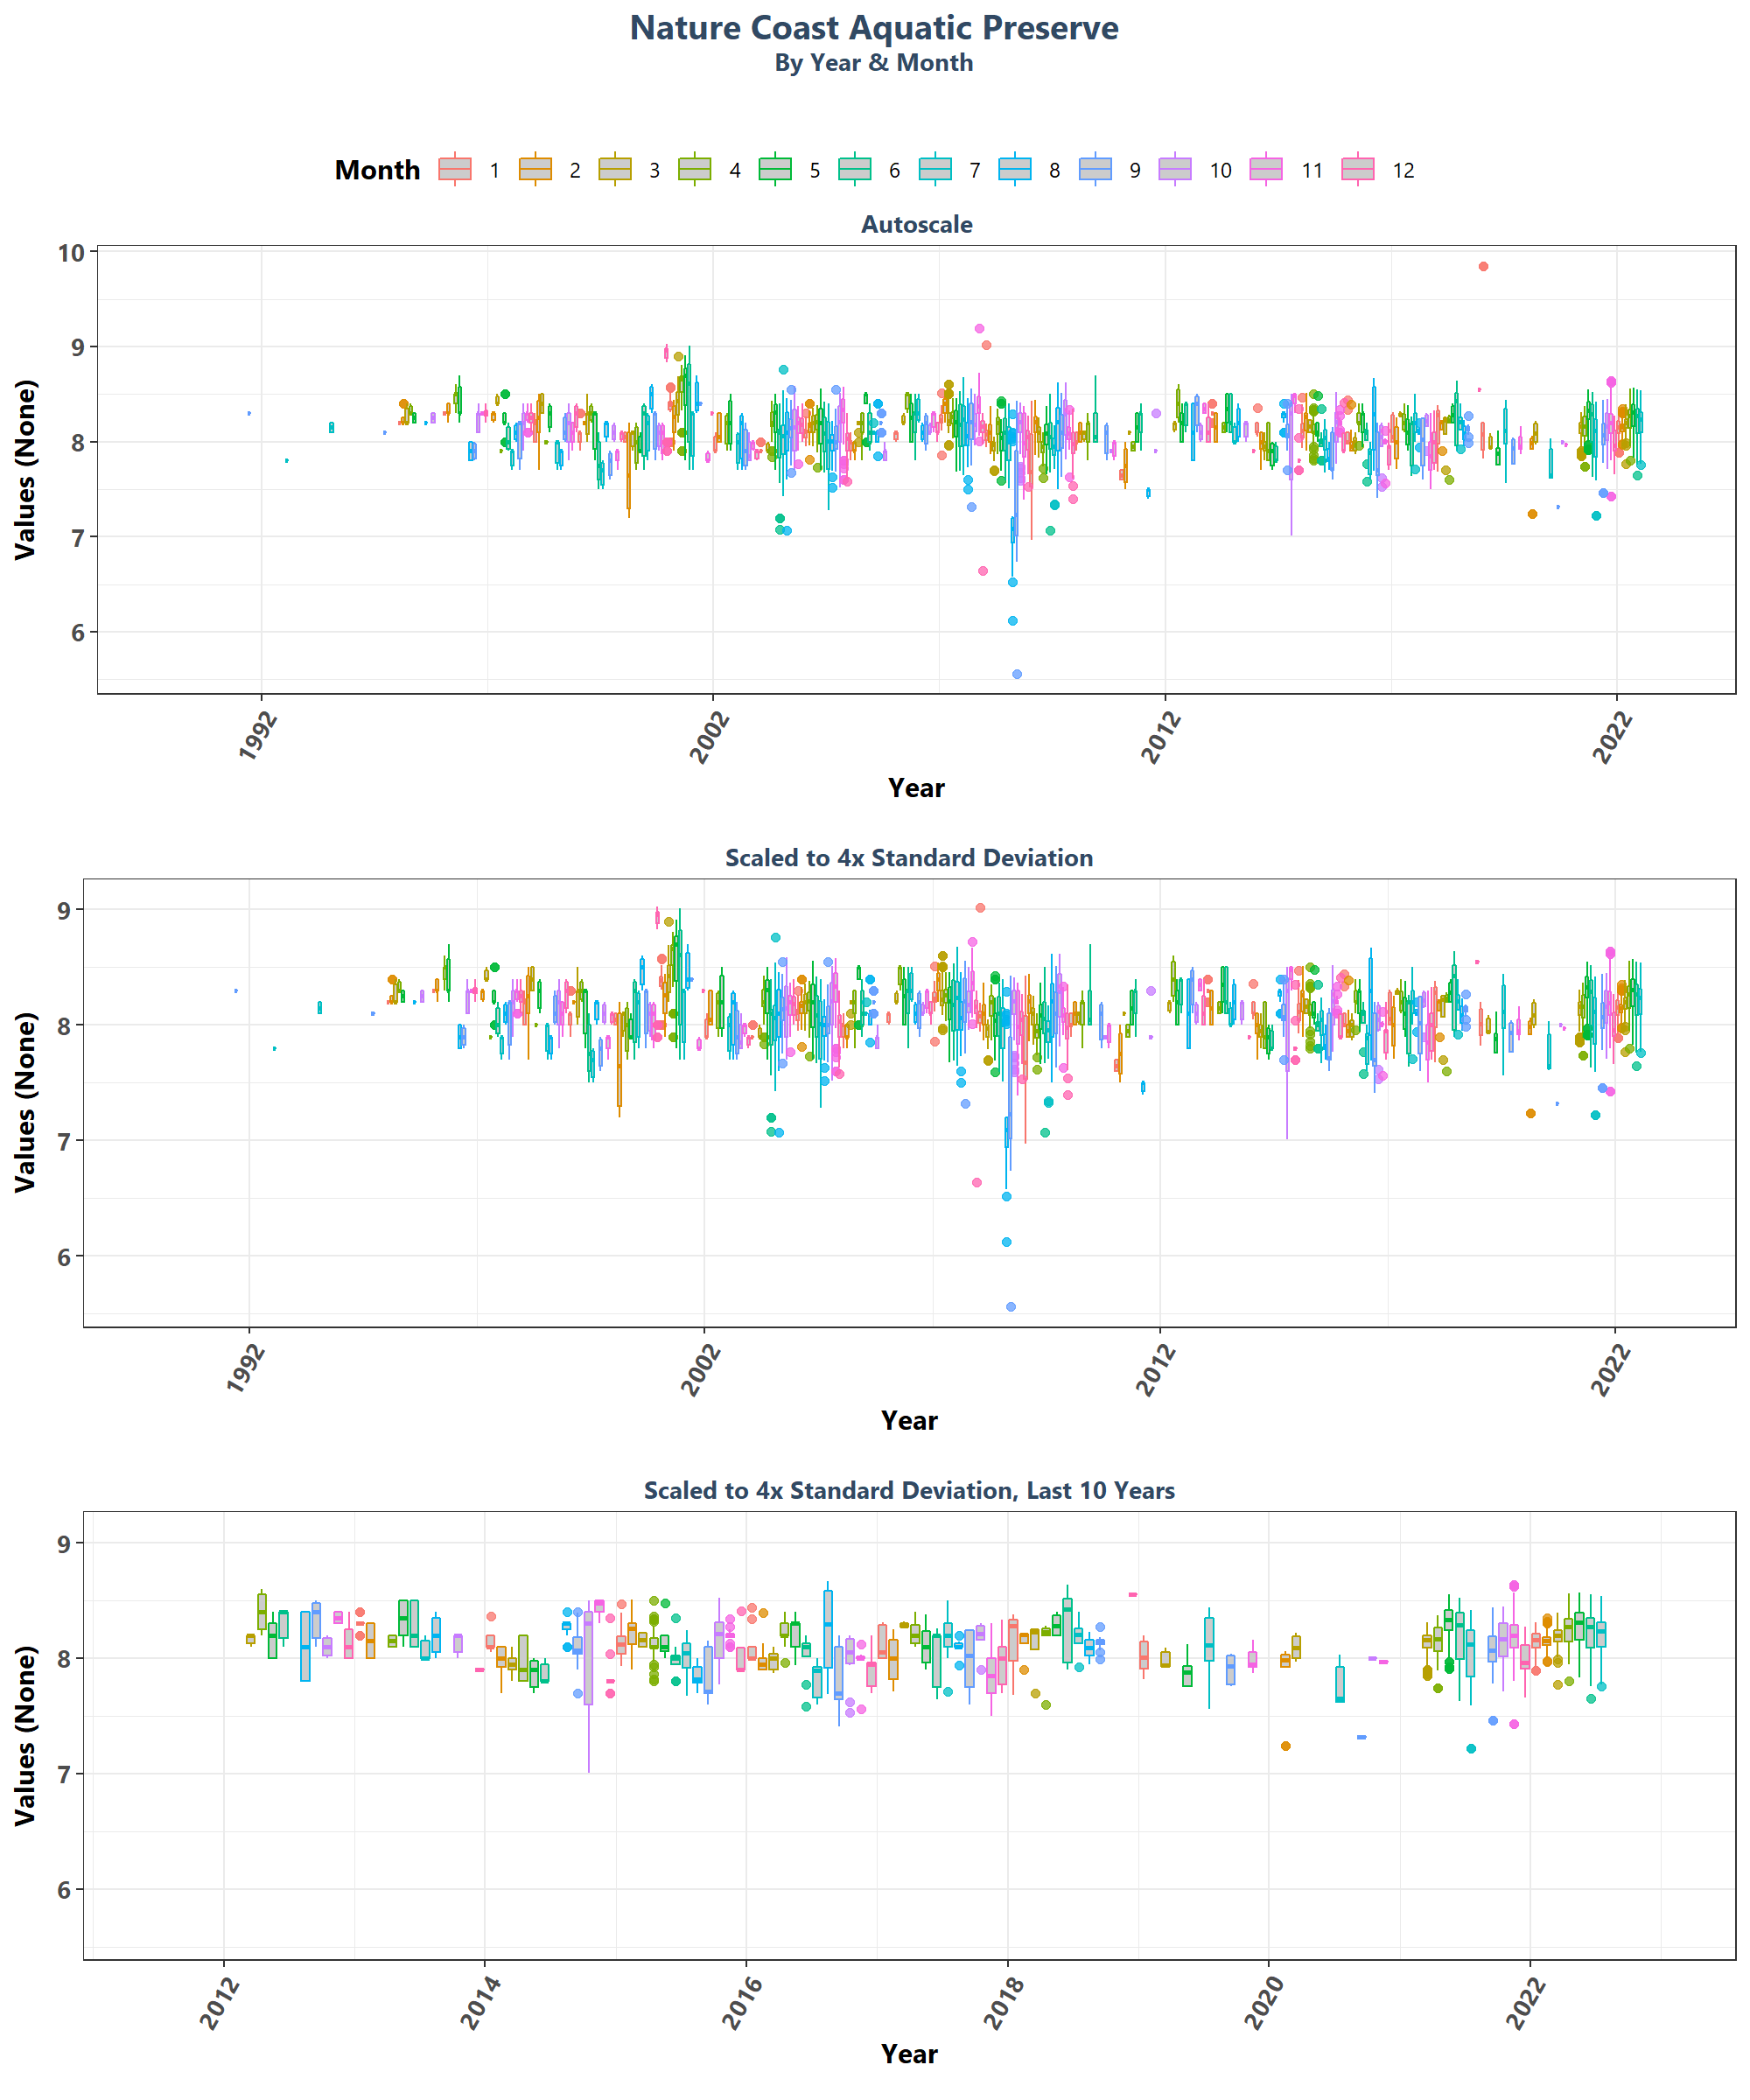 Nature Coast Aquatic Preserve
By Year & Month
Month 1 2 3 4 5 6 7 8 9 10 11 12
Autoscale
10
9
8
7
6
Values (None)
1992 2002 2012 2022
Year
Scaled to 4x Standard Deviation
9
8
7
6
Values (None)
1992 2002 2012 2022
Year
Scaled to 4x Standard Deviation, Last 10 Years
9
8
7
6
Values (None)
2012 2014 2016 2018 2020 2022
Year